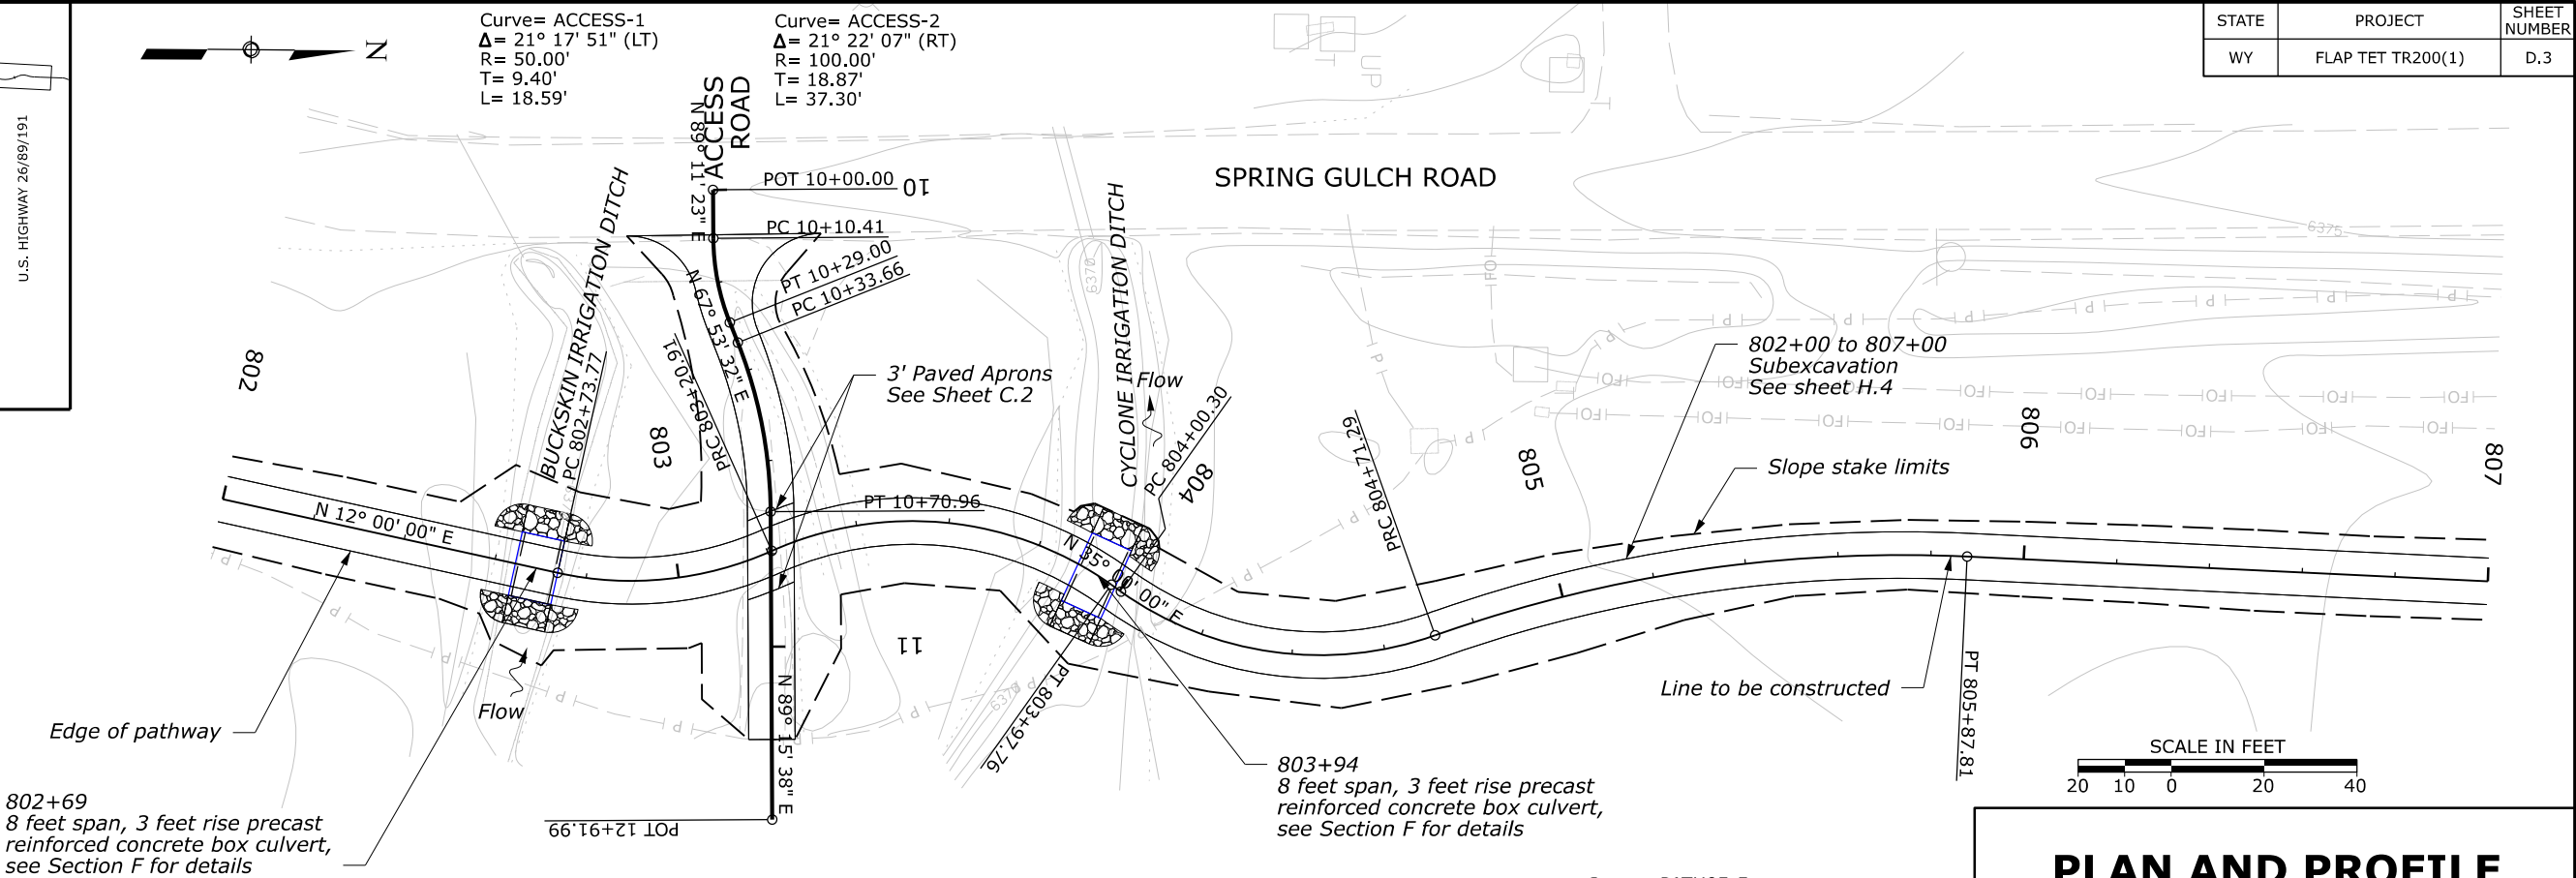 Curve= ACCESS-1
Δ= 21° 17' 51" (LT)
R= 50.00'
T= 9.40'
L= 18.59'
Curve= ACCESS-2
Δ= 21° 22' 07" (RT)
R= 100.00'
T= 18.87'
L= 37.30'
STATE
PROJECT
SHEET
NUMBER
WY
FLAP TET TR200(1)
D.3
N
U.S. HIGHWAY 26/89/191
ACCESS
ROAD
N 89° 11' 23" E
POT 10+00.00
10
PC 10+10.41
PT 10+29.00
PC 10+33.66
N 67° 53' 32" E
SPRING GULCH ROAD
UP
T
T
6375
BUCKSKIN IRRIGATION DITCH
PC 802+73.77
802
803
PRC 803+20.91
3' Paved Aprons
See Sheet C.2
CYCLONE IRRIGATION DITCH
6370
Flow
PC 804+00.30
804
FO
PRC 804+71.29
802+00 to 807+00
Subexcavation
See sheet H.4
805
806
807
Slope stake limits
N 12° 00' 00" E
PT 10+70.96
N 35° 00' 00" E
11
Flow
Edge of pathway
N 89° 15' 38" E
6370
PT 803+97.76
Line to be constructed
PT 805+87.81
SCALE IN FEET
20 10 0 20 40
802+69
8 feet span, 3 feet rise precast
reinforced concrete box culvert,
see Section F for details
POT 12+91.99
803+94
8 feet span, 3 feet rise precast
reinforced concrete box culvert,
see Section F for details
PLAN AND PROFILE